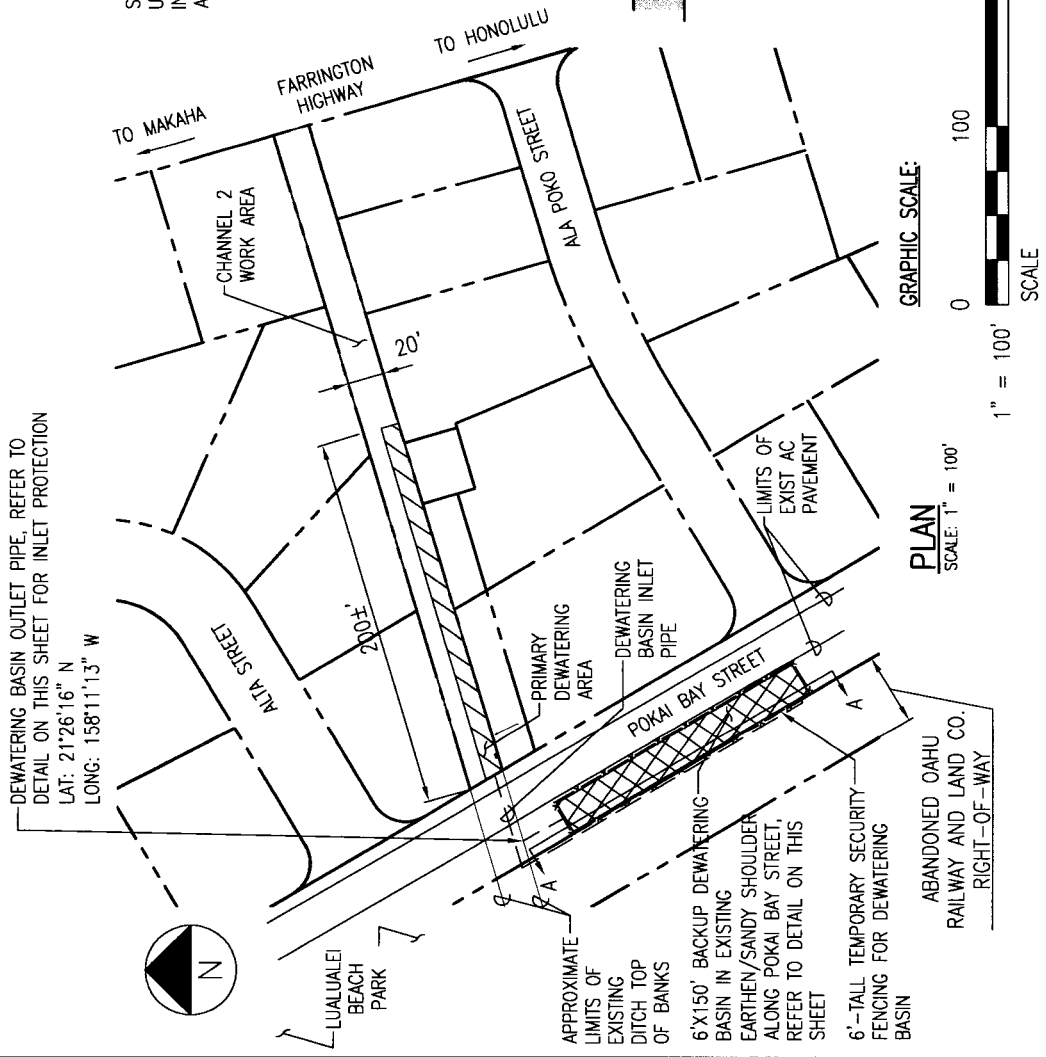 DEWATERING BASIN OUTLET PIPE, REFER TO
DETAIL ON THIS SHEET FOR INLET PROTECTION
LAT: 21°26'16" N
LONG: 158°11'13" W
TO MAKAHA
FARRINGTON
HIGHWAY
TO HONOLULU
CHANNEL 2
WORK AREA
ALA POKO STREET
20'
200±'
ALTA STREET
N
LUALUALEI
BEACH
PARK
PRIMARY
DEWATERING
AREA
DEWATERING
BASIN INLET
PIPE
LIMITS OF
EXIST AC
PAVEMENT
POKAI BAY STREET
A
A
APPROXIMATE
LIMITS OF
EXISTING
DITCH TOP
OF BANKS
6'X150' BACKUP DEWATERING
BASIN IN EXISTING
EARTHEN/SANDY SHOULDER
ALONG POKAI BAY STREET,
REFER TO DETAIL ON THIS
SHEET
6'-TALL TEMPORARY SECURITY
FENCING FOR DEWATERING
BASIN
ABANDONED OAHU
RAILWAY AND LAND CO.
RIGHT-OF-WAY
PLAN
SCALE: 1" = 100'
GRAPHIC SCALE:
0 100
1" = 100'
SCALE